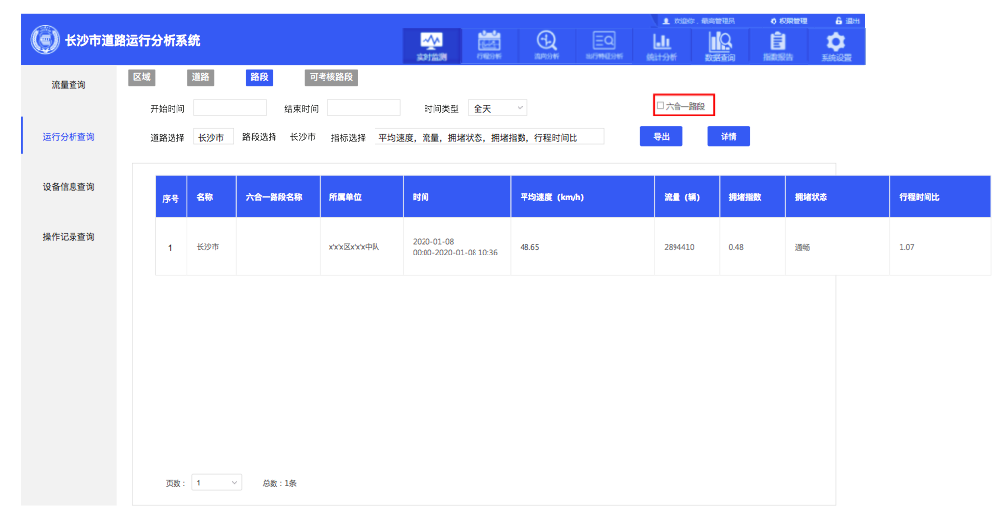 欢迎你，最高管理员 权限管理 退出
长沙市道路运行分析系统
实时监测 行程分析 流向分析 出行特征分析 统计分析 数据查询 指数报告 系统设置
流量查询
运行分析查询
设备信息查询
操作记录查询
区域 道路 路段 可考核路段
开始时间 结束时间 时间类型 全天 六合一路段
道路选择 长沙市 路段选择 长沙市 指标选择 平均速度，流量，拥堵状态，拥堵指数，行程时间比 导出 详情
序号 名称 六合一路段名称 所属单位 时间 平均速度（km/h） 流量（辆） 拥堵指数 拥堵状态 行程时间比
1 长沙市 x'x'x区x'x'x中队 2020-01-08 00:00-2020-01-08 10:36 48.65 2894410 0.48 通畅 1.07
页数： 1 总数：1条